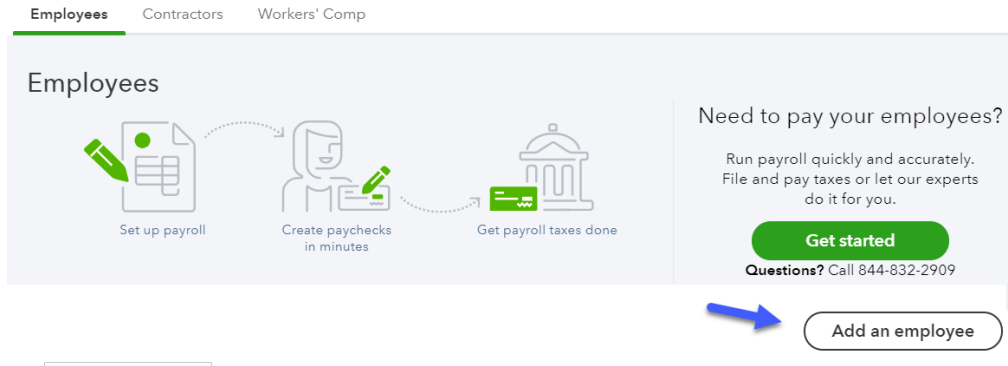 Employees
Contractors
Workers' Comp
Employees
Set up payroll
Create paychecks
in minutes
Get payroll taxes done
Need to pay your employees?
Run payroll quickly and accurately.
File and pay taxes or let our experts
do it for you.
Get started
Questions? Call 844-832-2909
Add an employee